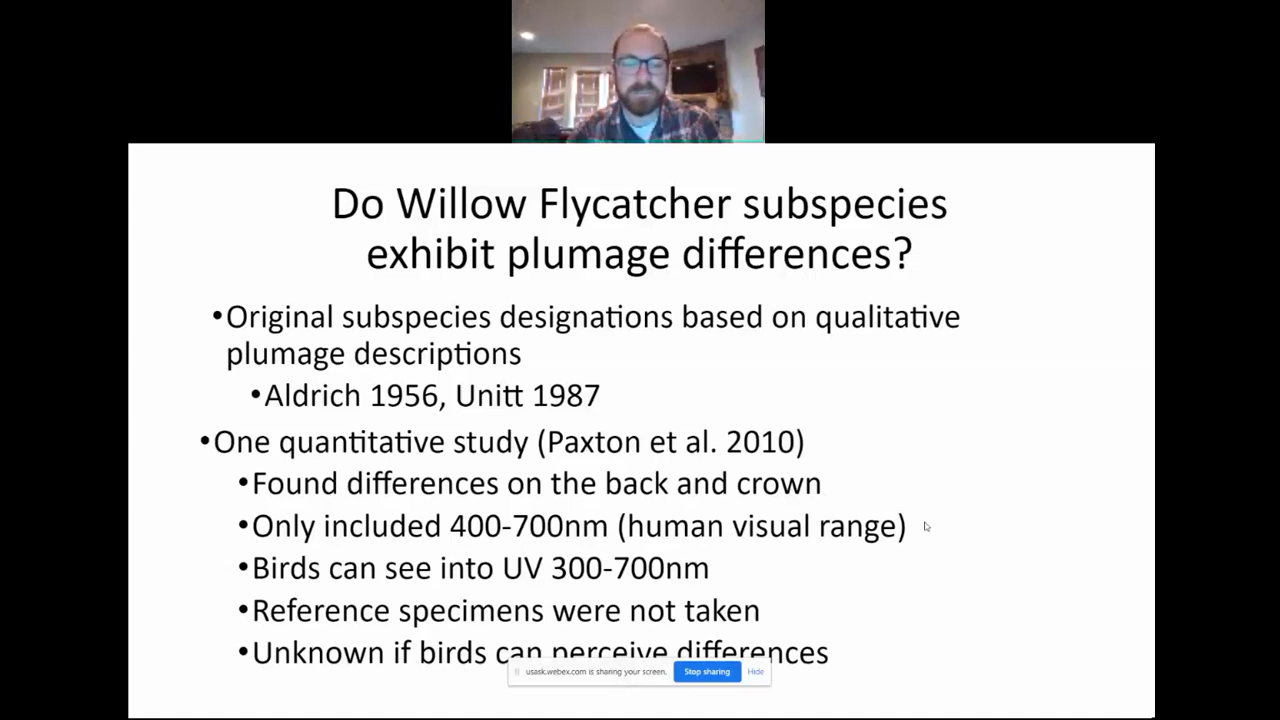 Do Willow Flycatcher subspecies
exhibit plumage differences?
•Original subspecies designations based on qualitative
plumage descriptions
•Aldrich 1956, Unitt 1987
•One quantitative study (Paxton et al. 2010)
•Found differences on the back and crown
•Only included 400-700nm (human visual range)
•Birds can see into UV 300-700nm
•Reference specimens were not taken
•Unknown if birds can perceive differences
usask.webex.com is sharing your screen. Stop sharing Hide